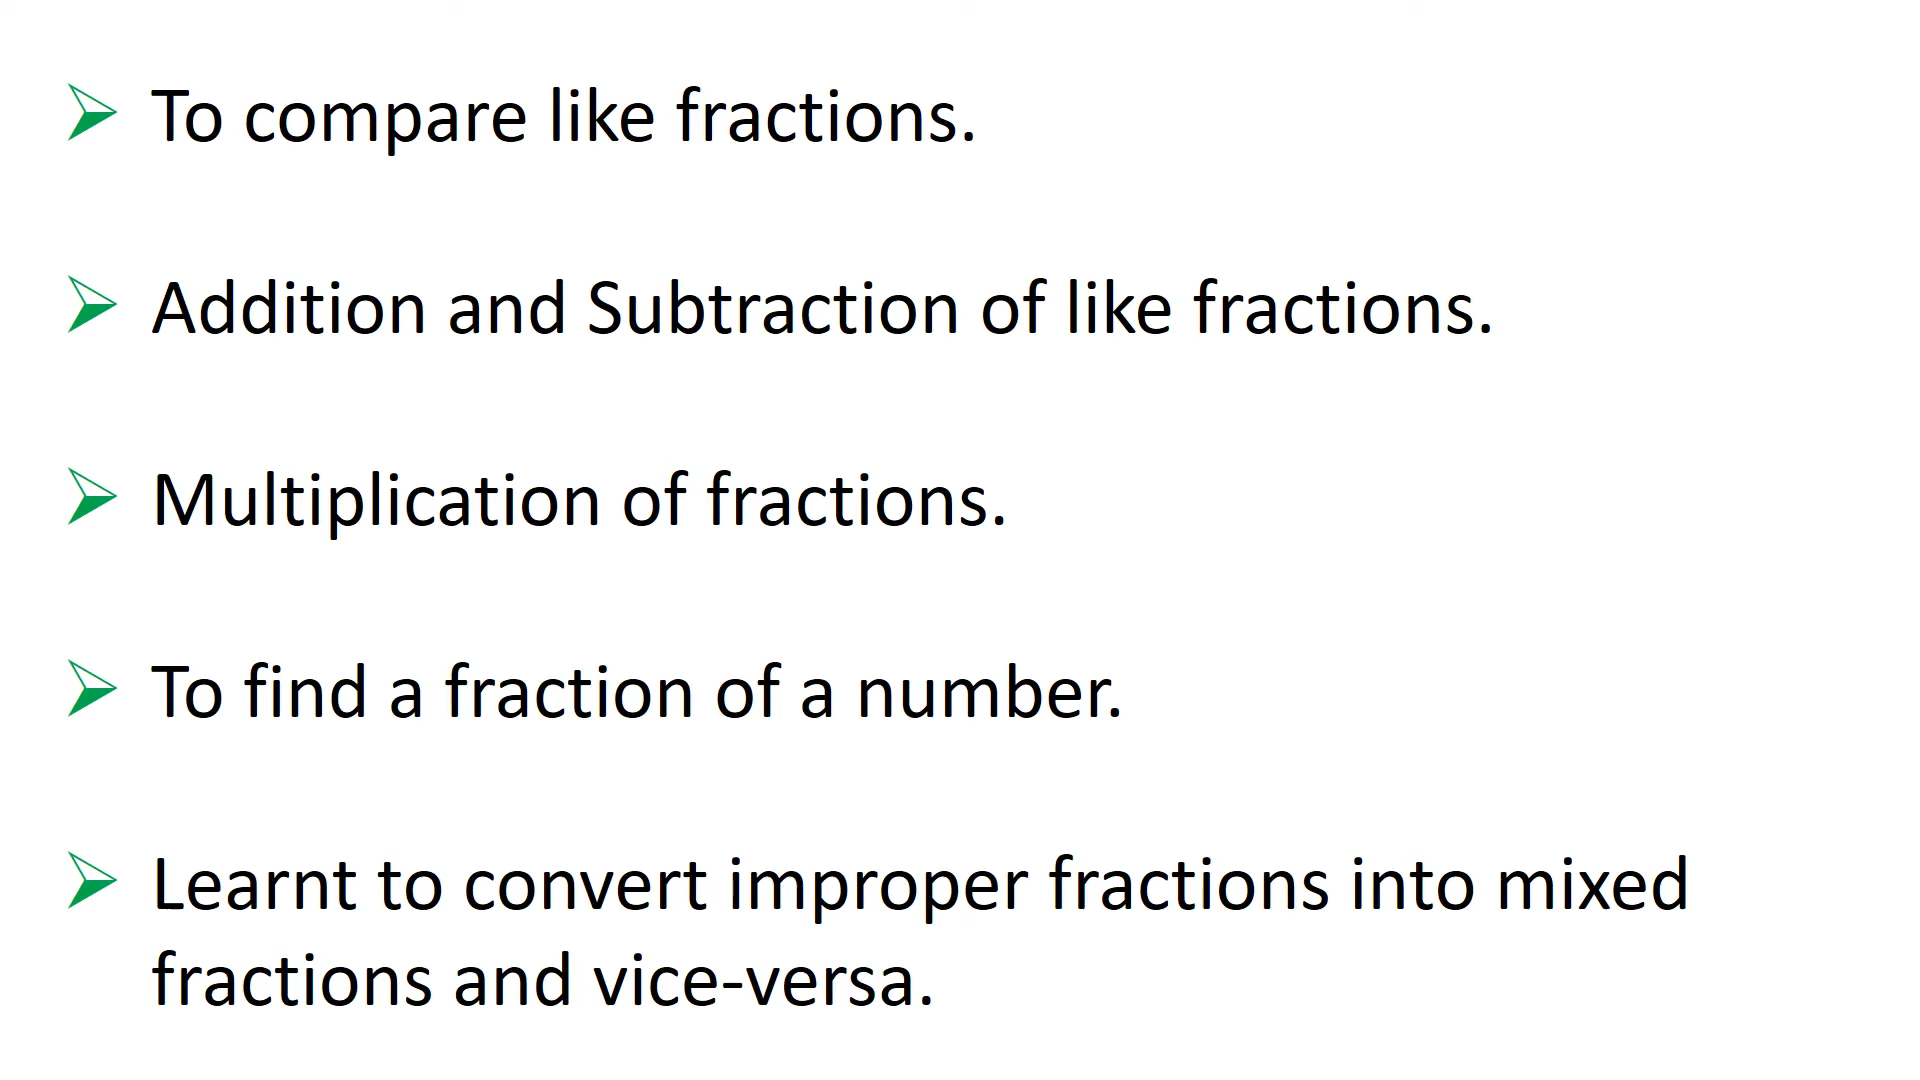 To compare like fractions.
Addition and Subtraction of like fractions.
Multiplication of fractions.
To find a fraction of a number.
Learnt to convert improper fractions into mixed
fractions and vice-versa.